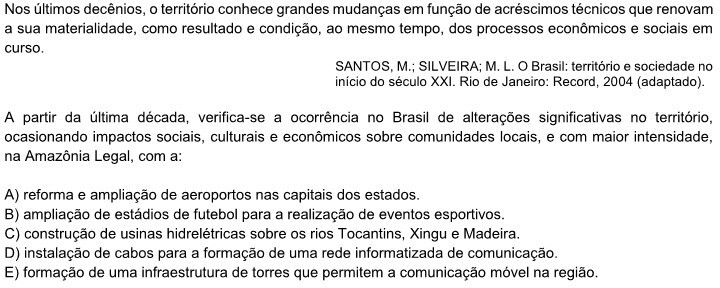 Nos últimos decênios, o território conhece grandes mudanças em função de acréscimos técnicos que renovam
a sua materialidade, como resultado e condição, ao mesmo tempo, dos processos econômicos e sociais em
curso.
SANTOS, M.; SILVEIRA; M. L. O Brasil: território e sociedade no
início do século XXI. Rio de Janeiro: Record, 2004 (adaptado).
A partir da última década, verifica-se a ocorrência no Brasil de alterações significativas no território,
ocasionando impactos sociais, culturais e econômicos sobre comunidades locais, e com maior intensidade,
na Amazônia Legal, com a:
A) reforma e ampliação de aeroportos nas capitais dos estados.
B) ampliação de estádios de futebol para a realização de eventos esportivos.
C) construção de usinas hidrelétricas sobre os rios Tocantins, Xingu e Madeira.
D) instalação de cabos para a formação de uma rede informatizada de comunicação.
E) formação de uma infraestrutura de torres que permitem a comunicação móvel na região.